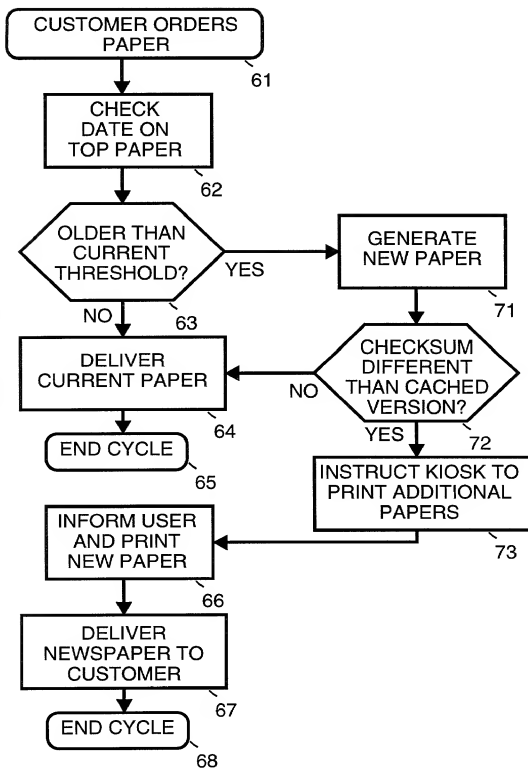 CUSTOMER ORDERS
PAPER
61
CHECK
DATE ON
TOP PAPER
62
OLDER THAN
CURRENT
THRESHOLD?
YES
NO
63
GENERATE
NEW PAPER
71
DELIVER
CURRENT PAPER
64
CHECKSUM
DIFFERENT
THAN CACHED
VERSION?
NO
YES
72
END CYCLE
65
INSTRUCT KIOSK TO
PRINT ADDITIONAL
PAPERS
73
INFORM USER
AND PRINT
NEW PAPER
66
DELIVER
NEWSPAPER TO
CUSTOMER
67
END CYCLE
68